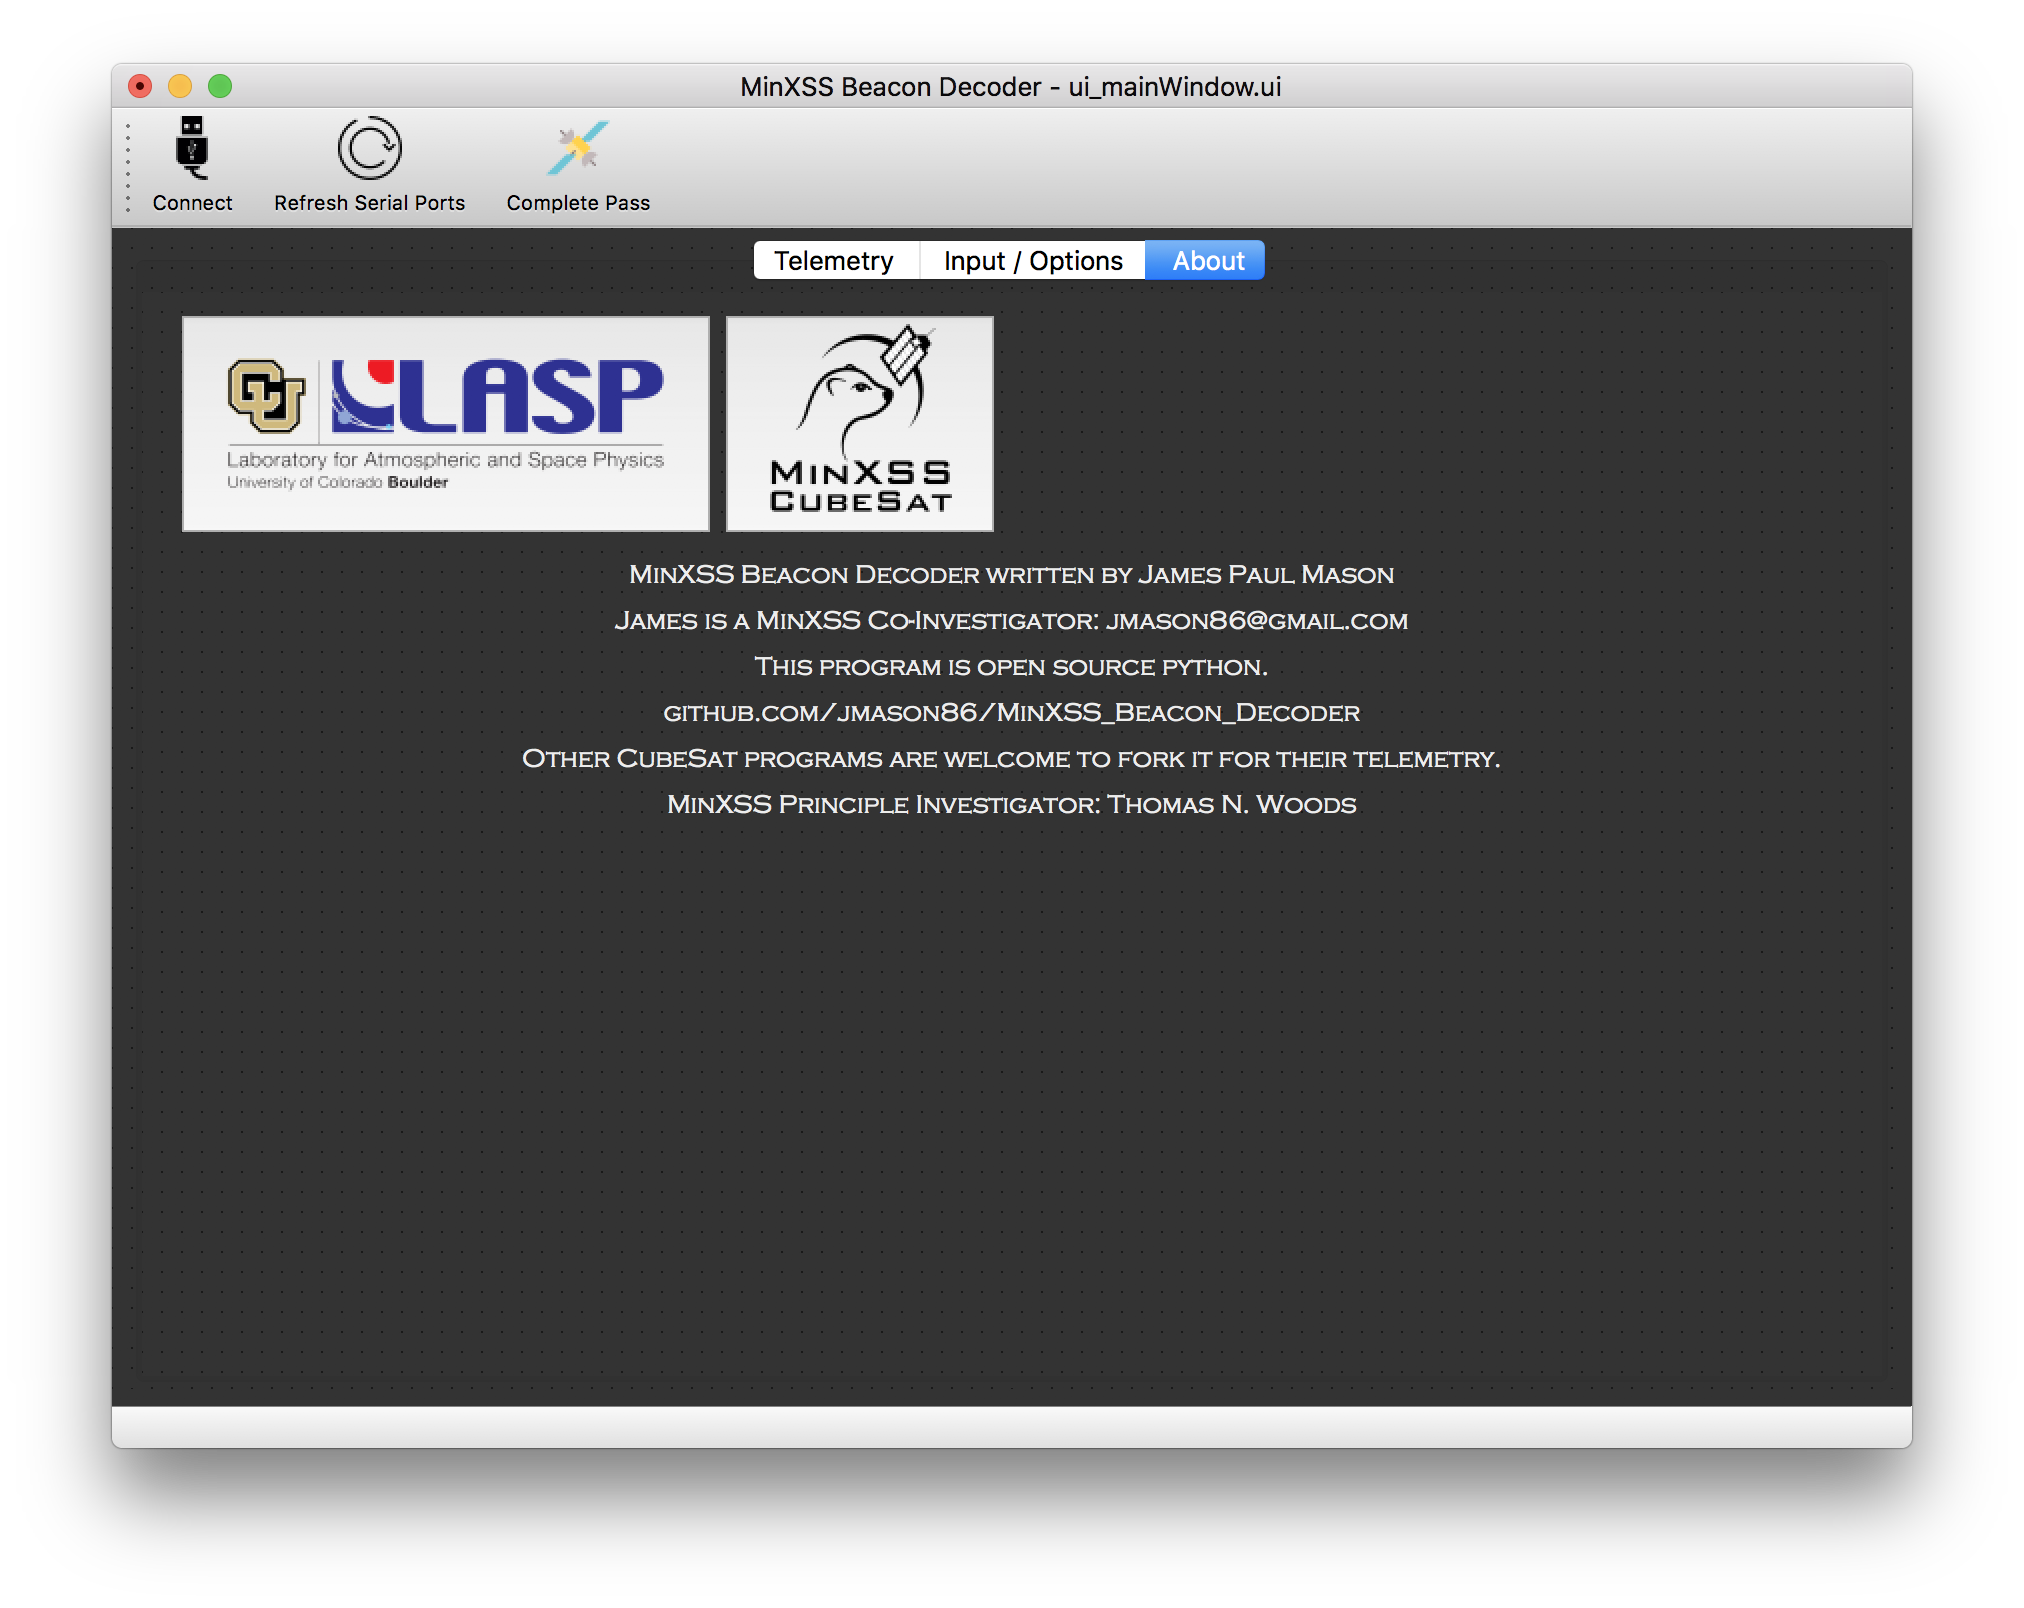 MinXSS Beacon Decoder - ui_mainWindow.ui
Connect
Refresh Serial Ports
Complete Pass
Telemetry
Input / Options
About
CU
LASP
Laboratory for Atmospheric and Space Physics
University of Colorado Boulder
MinXSS
CubeSat
MinXSS Beacon Decoder written by James Paul Mason
James is a MinXSS Co-Investigator: jmason86@gmail.com
This program is open source python.
github.com/jmason86/MinXSS_Beacon_Decoder
Other CubeSat programs are welcome to fork it for their telemetry.
MinXSS Principle Investigator: Thomas N. Woods